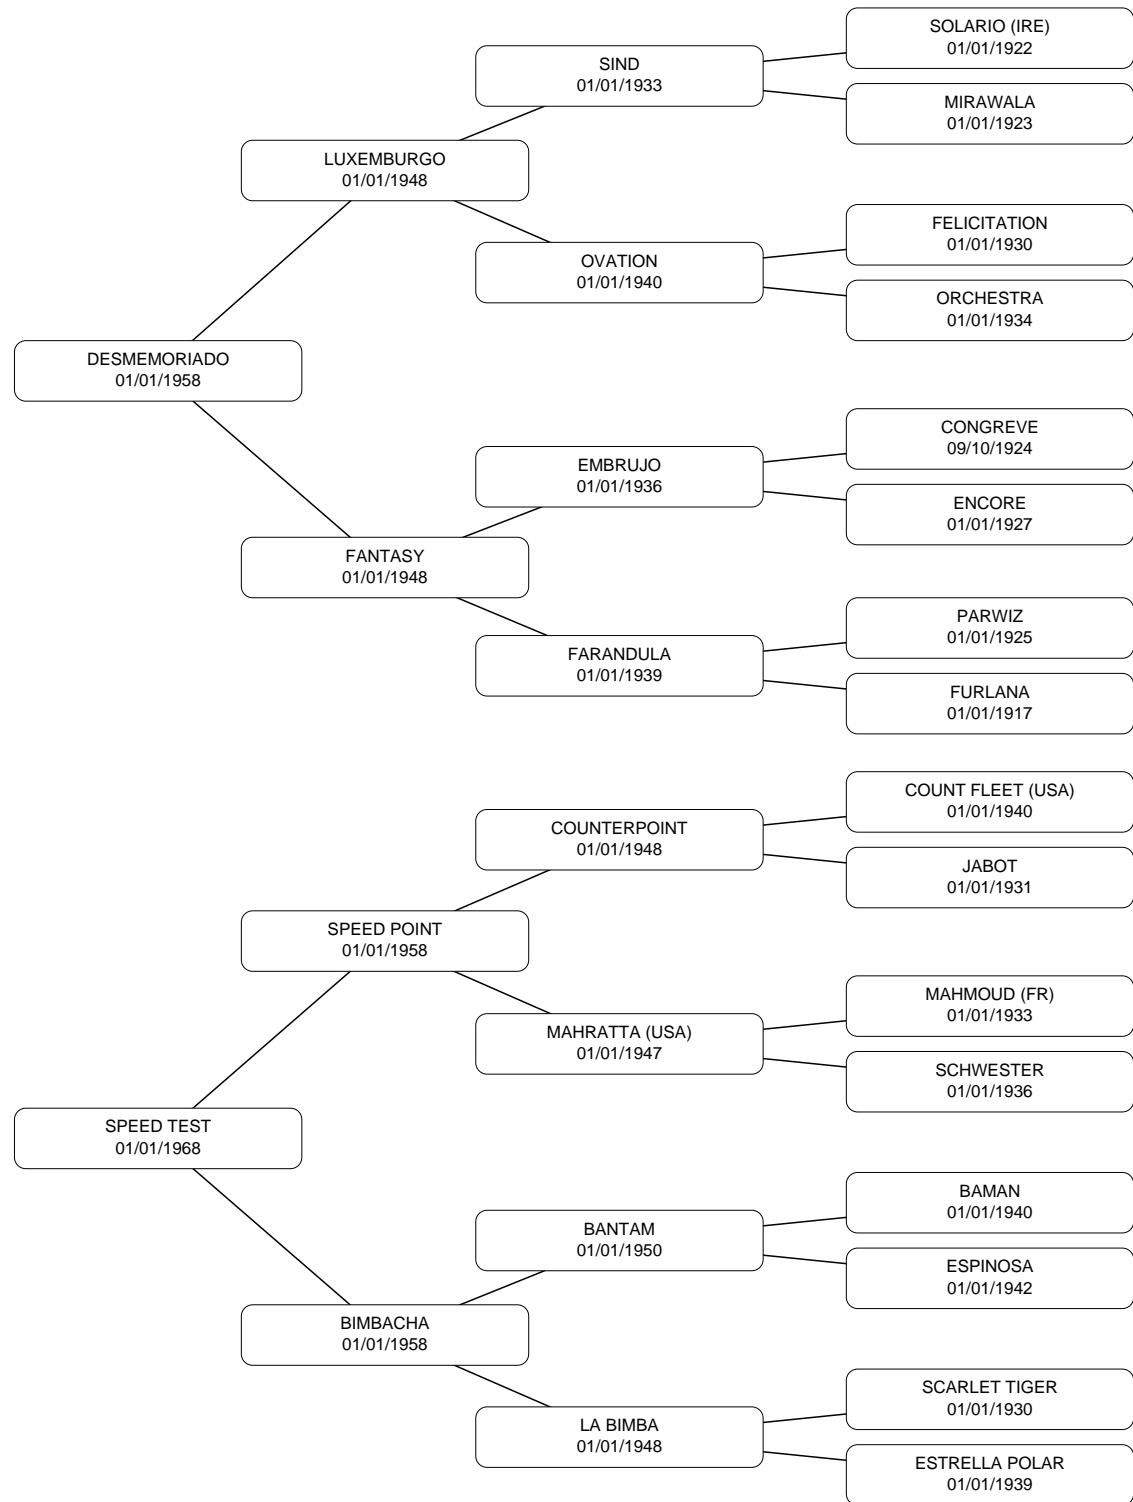 SOLARIO (IRE)
01/01/1922
SIND
01/01/1933
MIRAWALA
01/01/1923
LUXEMBURGO
01/01/1948
FELICITATION
01/01/1930
OVATION
01/01/1940
ORCHESTRA
01/01/1934
DESMEMORIADO
01/01/1958
CONGREVE
09/10/1924
EMBRUJO
01/01/1936
ENCORE
01/01/1927
FANTASY
01/01/1948
PARWIZ
01/01/1925
FARANDULA
01/01/1939
FURLANA
01/01/1917
COUNT FLEET (USA)
01/01/1940
COUNTERPOINT
01/01/1948
JABOT
01/01/1931
SPEED POINT
01/01/1958
MAHMOUD (FR)
01/01/1933
MAHRATTA (USA)
01/01/1947
SCHWESTER
01/01/1936
SPEED TEST
01/01/1968
BAMAN
01/01/1940
BANTAM
01/01/1950
ESPINOSA
01/01/1942
BIMBACHA
01/01/1958
SCARLET TIGER
01/01/1930
LA BIMBA
01/01/1948
ESTRELLA POLAR
01/01/1939